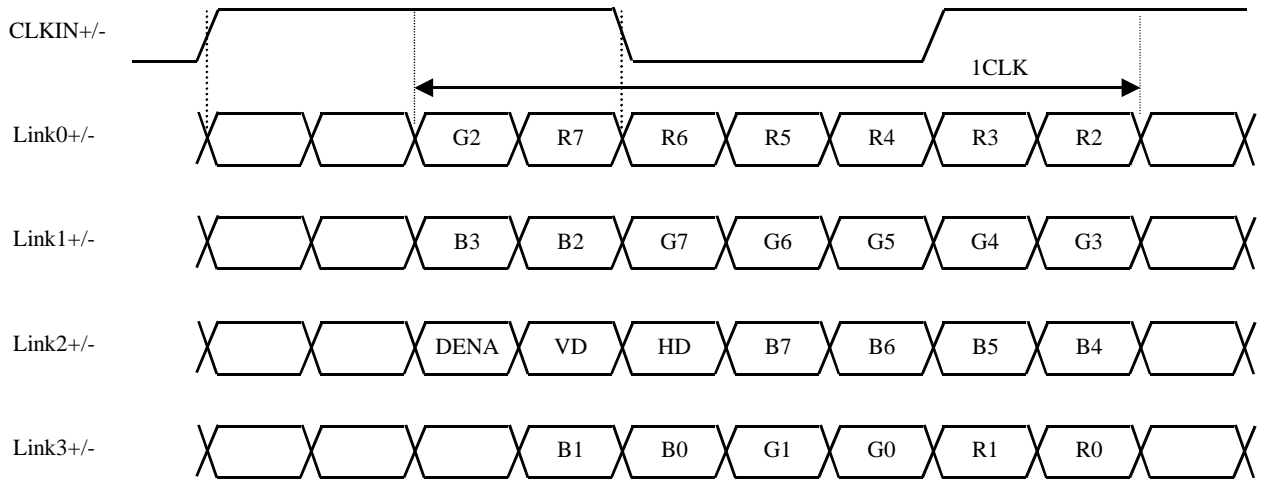 CLKIN+/-
1CLK
Link0+/- G2 R7 R6 R5 R4 R3 R2
Link1+/- B3 B2 G7 G6 G5 G4 G3
Link2+/- DENA VD HD B7 B6 B5 B4
Link3+/- B1 B0 G1 G0 R1 R0